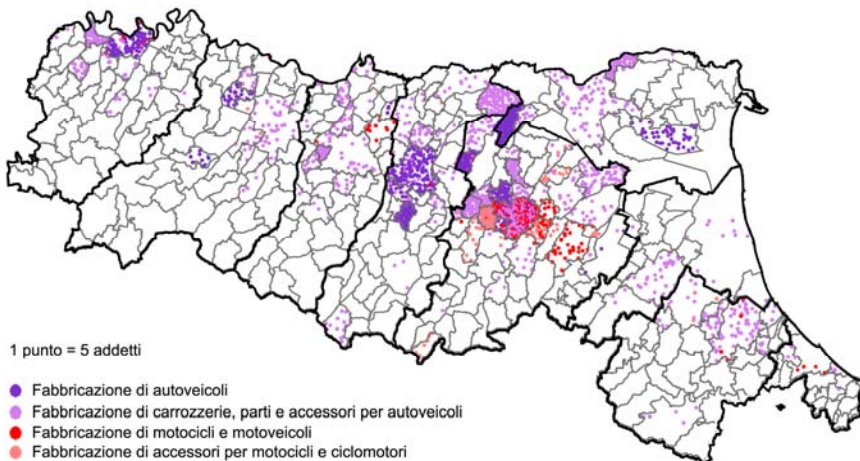 1 punto = 5 addetti
Fabbricazione di autoveicoli
Fabbricazione di carrozzerie, parti e accessori per autoveicoli
Fabbricazione di motocicli e motoveicoli
Fabbricazione di accessori per motocicli e ciclomotori